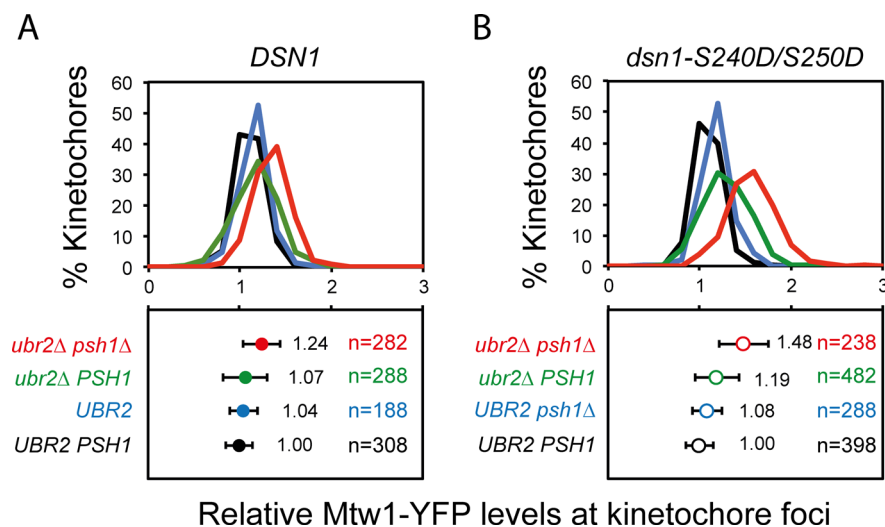 A
B
DSN1
dsn1-S240D/S250D
% Kinetochores
60
50
40
30
20
10
0
0
1
2
3
% Kinetochores
60
50
40
30
20
10
0
0
1
2
3
ubr2Δ psh1Δ 1.24 n=282
ubr2Δ PSH1 1.07 n=288
UBR2 1.04 n=188
UBR2 PSH1 1.00 n=308
ubr2Δ psh1Δ 1.48 n=238
ubr2Δ PSH1 1.19 n=482
UBR2 psh1Δ 1.08 n=288
UBR2 PSH1 1.00 n=398
Relative Mtw1-YFP levels at kinetochore foci